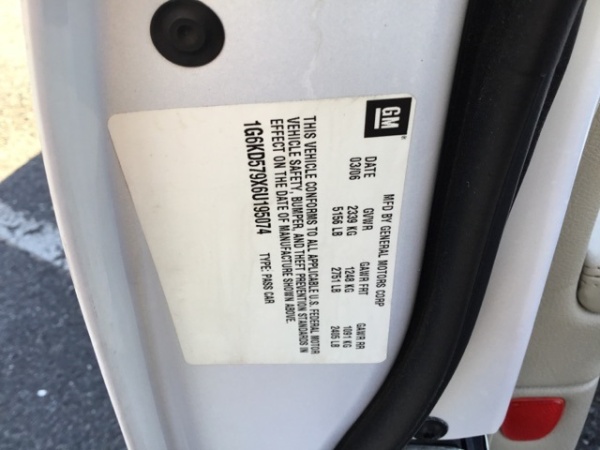 GM
MFD BY GENERAL MOTORS CORP
DATE GVWR GAWR FRT GAWR RR
03/06 2339 KG 1248 KG 1091 KG
5156 LB 2751 LB 2405 LB
THIS VEHICLE CONFORMS TO ALL APPLICABLE U.S. FEDERAL MOTOR
VEHICLE SAFETY, BUMPER, AND THEFT PREVENTION STANDARDS IN
EFFECT ON THE DATE OF MANUFACTURE SHOWN ABOVE.
1G6KD579X6U195074 TYPE: PASS CAR